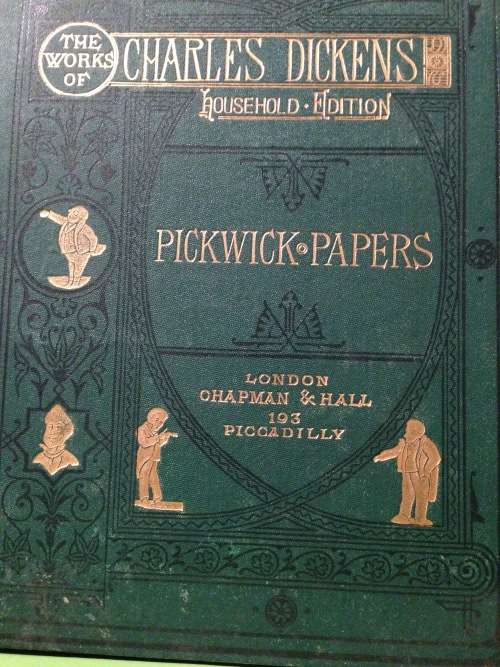 THE WORKS OF CHARLES DICKENS
HOUSEHOLD · EDITION
PICKWICK PAPERS
LONDON
CHAPMAN & HALL
193
PICCADILLY